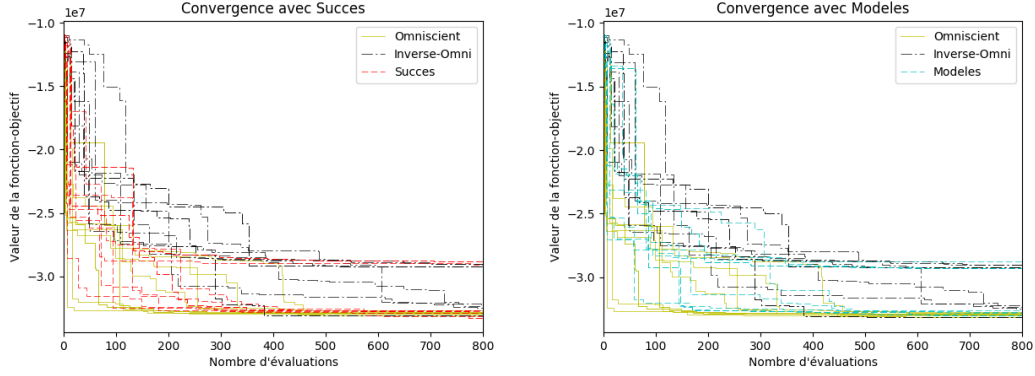 Convergence avec Succes
1e7
−1.0
−1.5
−2.0
−2.5
−3.0
Valeur de la fonction-objectif
0
100
200
300
400
500
600
700
800
Nombre d'évaluations
Omniscient
Inverse-Omni
Succes
Convergence avec Modeles
1e7
−1.0
−1.5
−2.0
−2.5
−3.0
Valeur de la fonction-objectif
0
100
200
300
400
500
600
700
800
Nombre d'évaluations
Omniscient
Inverse-Omni
Modeles